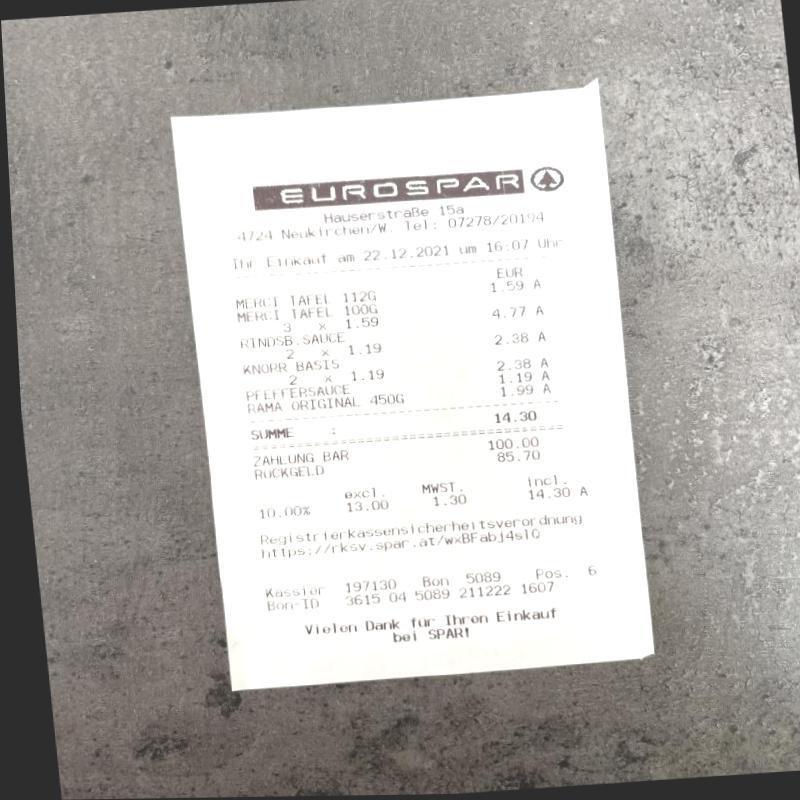 EUROSPAR
Hauserstraße 15a
4724 Neukirchen/W. Tel: 07278/20194
Ihr Einkauf am 22.12.2021 um 16:07 Uhr
EUR
MERCI TAFEL 112G 1.59 A
MERCI TAFEL 100G
3 x 1.59 4.77 A
RINDSB.SAUCE
2 x 1.19 2.38 A
KNORR BASIS
2 x 1.19 2.38 A
PFEFFERSAUCE 1.19 A
RAMA ORIGINAL 450G 1.99 A
SUMME : 14.30
ZAHLUNG BAR 100.00
RÜCKGELD 85.70
excl. MWST. incl.
10.00% 13.00 1.30 14.30 A
Registrierkassensicherheitsverordnung
https://rksv.spar.at/wxBFabj4slQ
Kassier 197130 Bon 5089 Pos. 6
Bon-ID 3615 04 5089 211222 1607
Vielen Dank für Ihren Einkauf
bei SPAR!